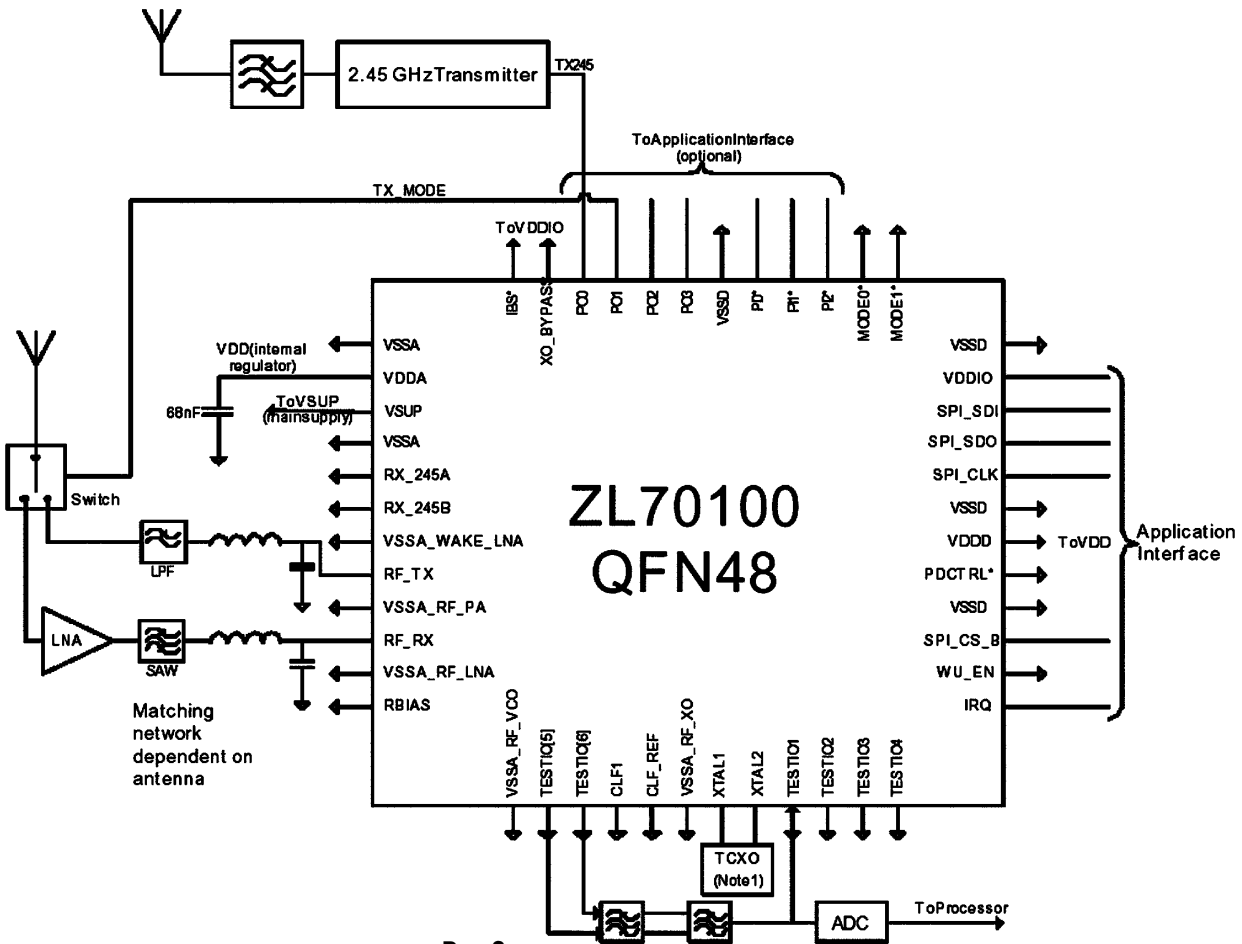 2.45 GHzTransmitter
TX245
ToApplicationInterface
(optional)
TX_MODE
ToVDDIO
IBS*
XO_BYPASS
PO0
PO1
PO2
PO3
VSSD
PI1*
PI2*
MODE0*
MODE1*
VDD(internal
regulator)
68nF
ToVSUP
(mainsupply)
Switch
VSSA
VDDA
VSUP
VSSA
RX_245A
RX_245B
VSSA_WAKE_LNA
RF_TX
VSSA_RF_PA
RF_RX
VSSA_RF_LNA
RBIAS
LPF
LNA
SAW
Matching
network
dependent on
antenna
ZL70100
QFN48
VSSD
VDDIO
SPI_SDI
SPI_SDO
SPI_CLK
VSSD
VDDD
PDCTRL*
VSSD
SPI_CS_B
WU_EN
IRQ
ToVDD
Application
Interface
VSSA_RF_VCO
TESTIO[5]
TESTIO[6]
CLF1
CLF_REF
VSSA_RF_XO
XTAL1
XTAL2
TESTIO1
TESTIO2
TESTIO3
TESTIO4
TCXO
(Note1)
ADC
ToProcessor